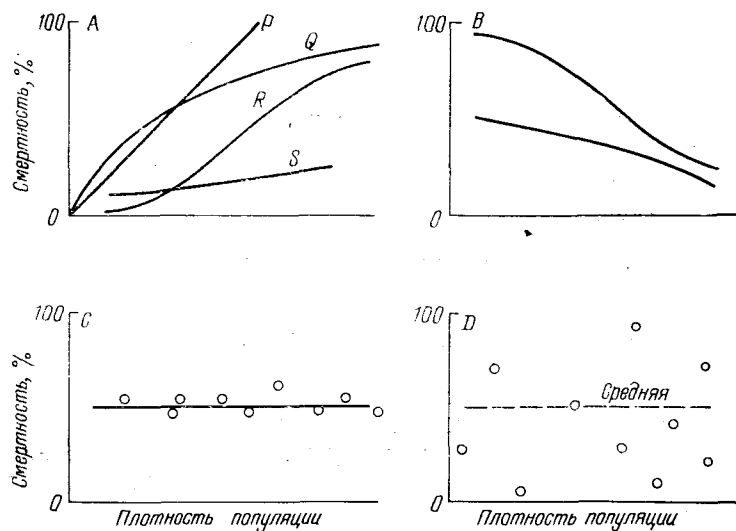 100 A P Q R S 0
Смертность, %
100 B 0
100 C 0
Смертность, %
Плотность популяции
100 D Средняя 0
Плотность популяции